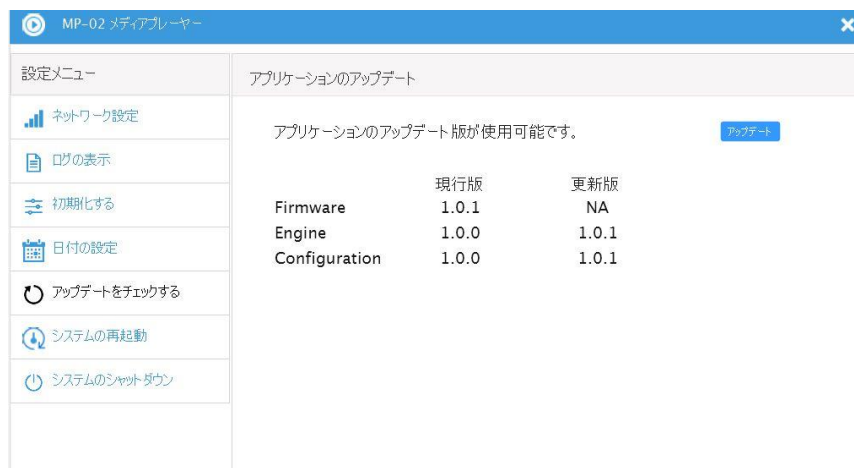 MP-02 メディアプレーヤー
設定メニュー
ネットワーク設定
ログの表示
初期化する
日付の設定
アップデートをチェックする
システムの再起動
システムのシャットダウン
アプリケーションのアップデート
アプリケーションのアップデート版が使用可能です。 アップデート
現行版 更新版
Firmware 1.0.1 NA
Engine 1.0.0 1.0.1
Configuration 1.0.0 1.0.1